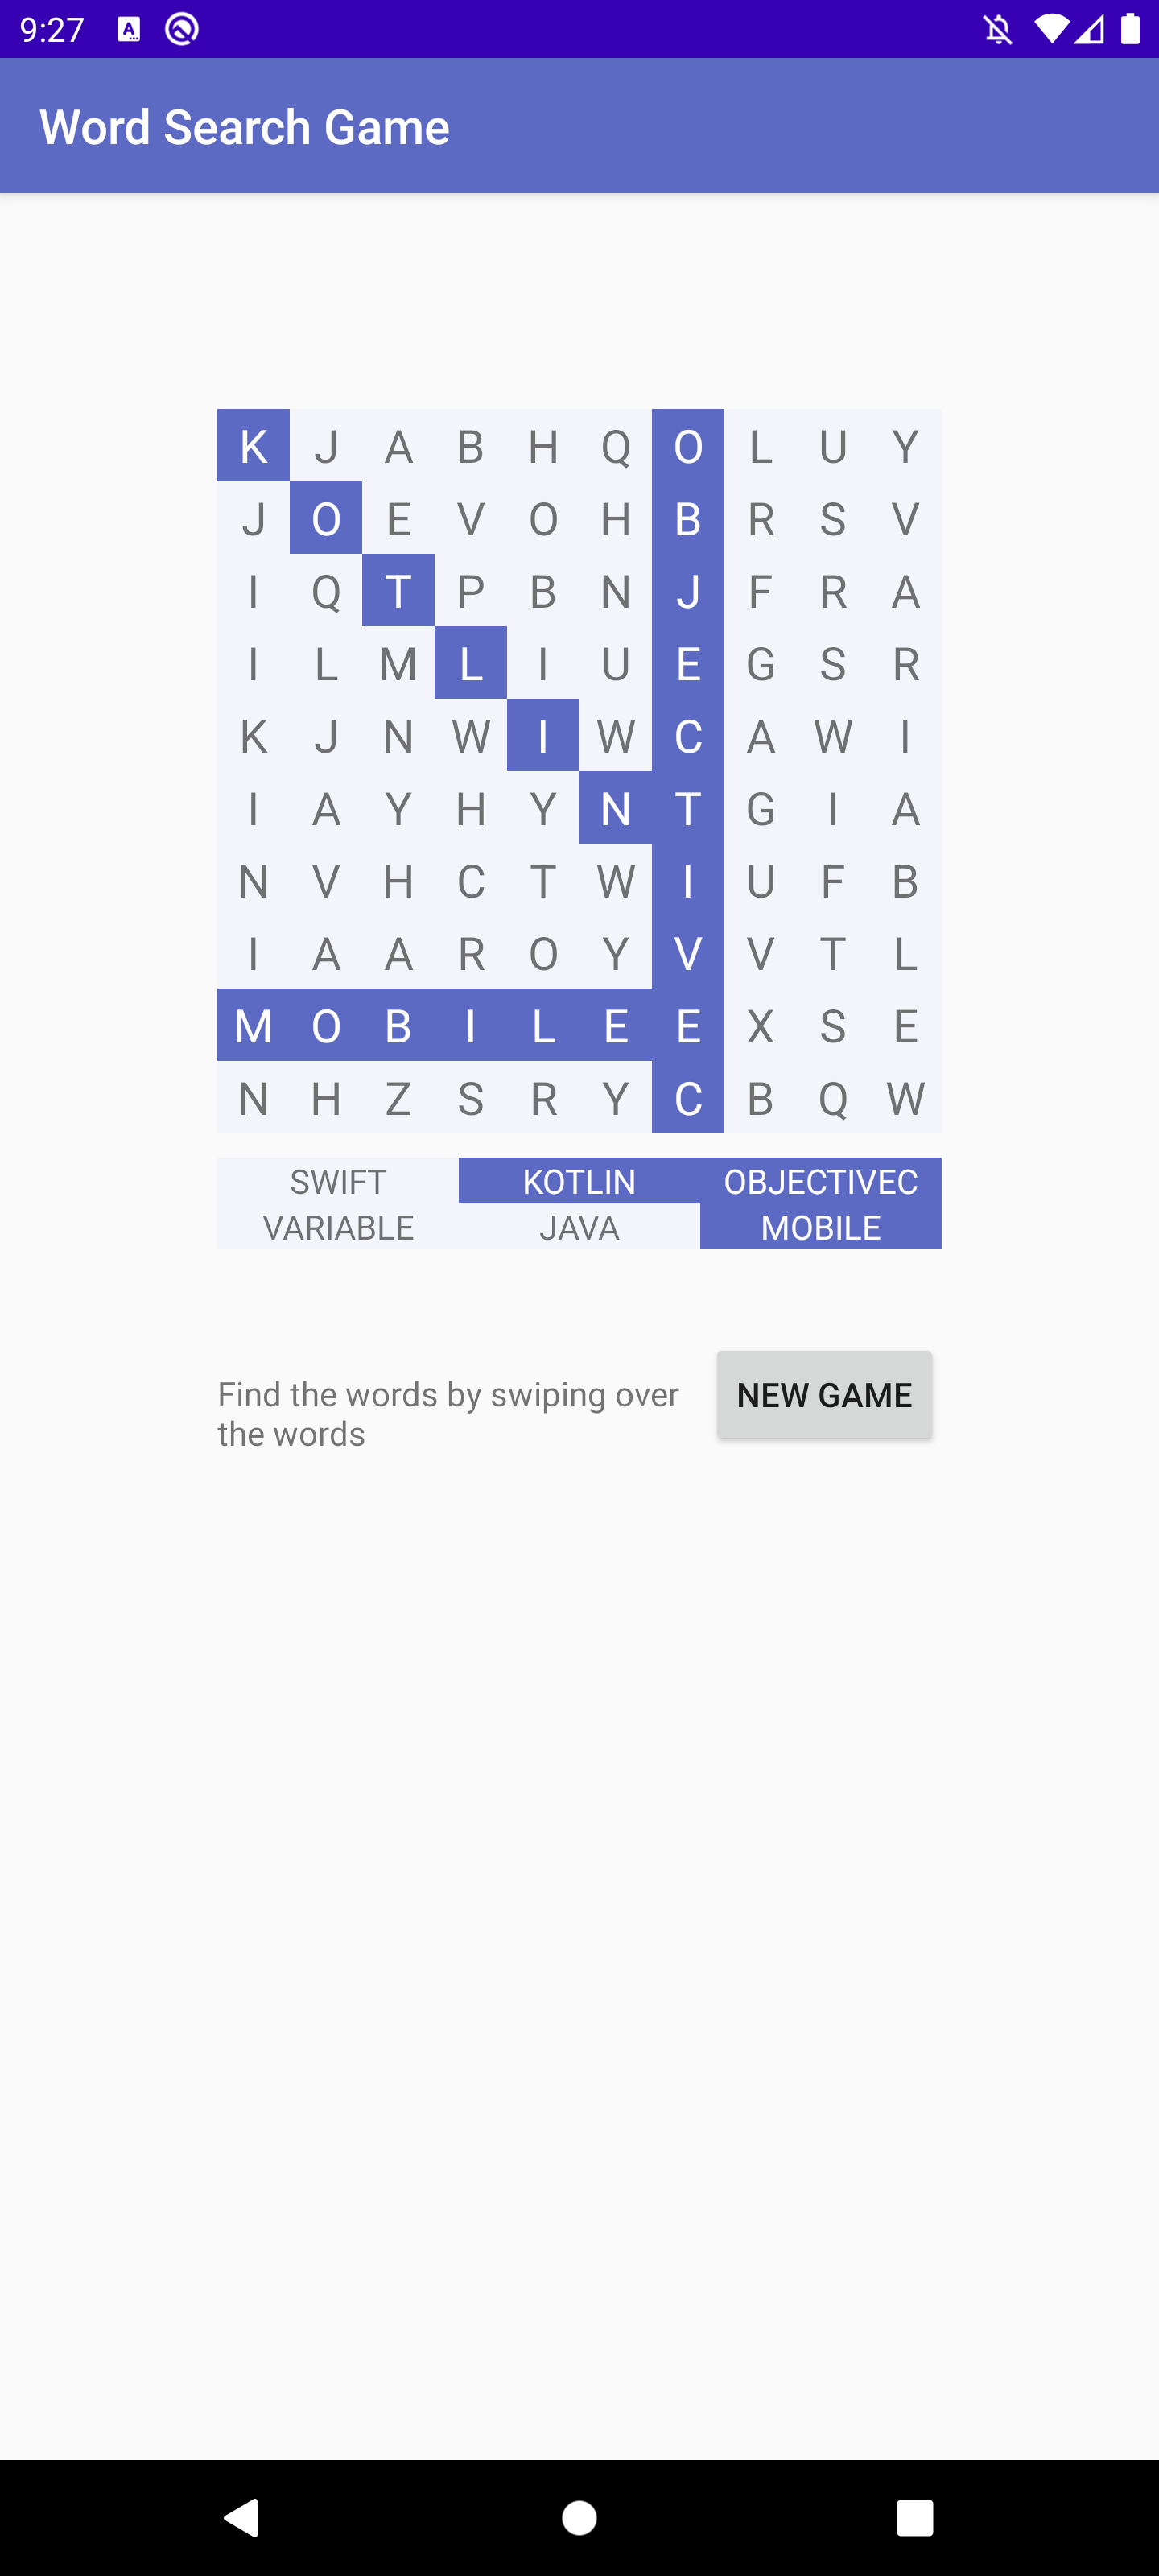 9:27
Word Search Game
K J A B H Q O L U Y
J O E V O H B R S V
I Q T P B N J F R A
I L M L I U E G S R
K J N W I W C A W I
I A Y H Y N T G I A
N V H C T W I U F B
I A A R O Y V V T L
M O B I L E E X S E
N H Z S R Y C B Q W
SWIFT KOTLIN OBJECTIVEC
VARIABLE JAVA MOBILE
Find the words by swiping over
the words
NEW GAME